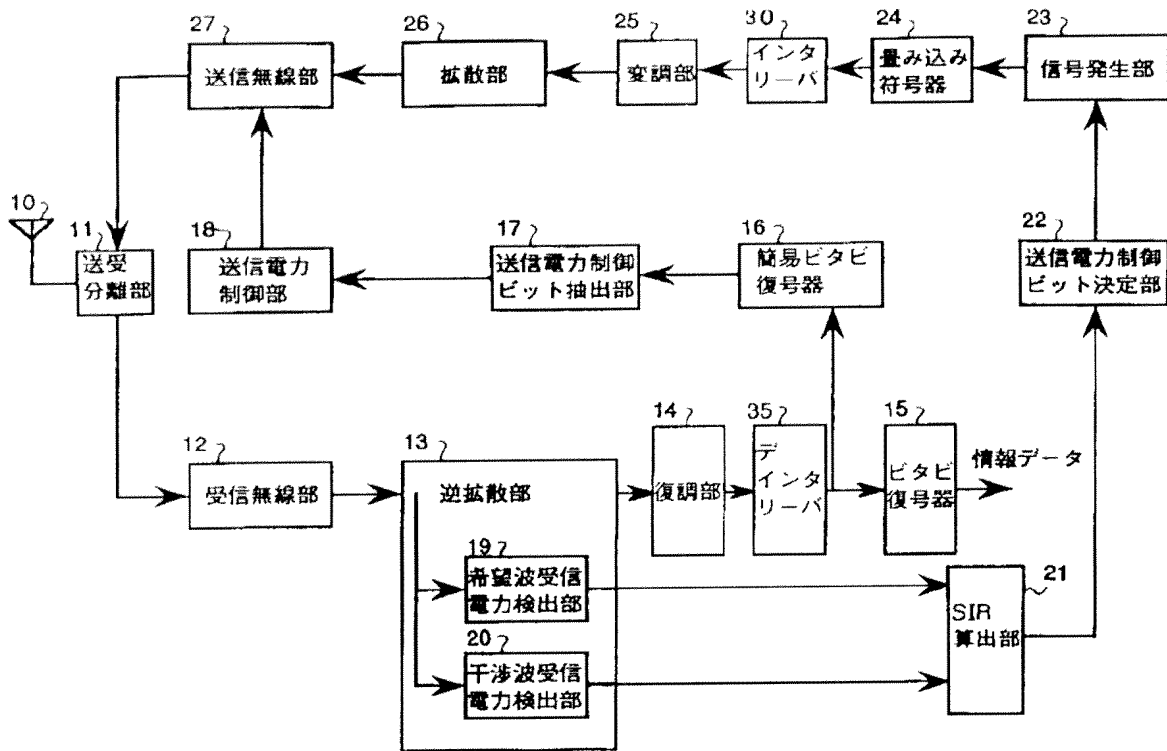 27
送信無線部
26
拡散部
25
変調部
30
インタ
リーバ
24
畳み込み
符号器
23
信号発生部
10
11
送受
分離部
18
送信電力
制御部
17
送信電力制御
ビット抽出部
16
簡易ビタビ
復号器
22
送信電力制御
ビット決定部
12
受信無線部
13
逆拡散部
14
復調部
35
デ
インタ
リーバ
15
ビタビ
復号器
情報データ
19
希望波受信
電力検出部
20
干渉波受信
電力検出部
21
SIR
算出部